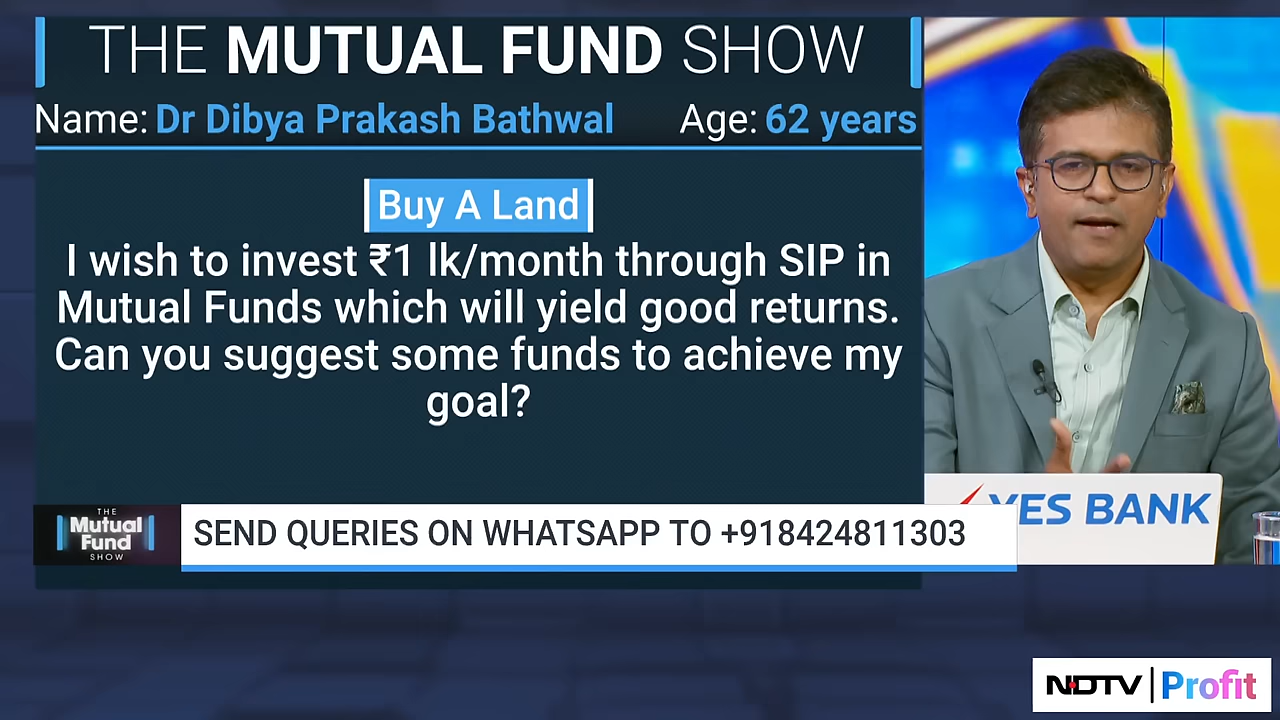 THE MUTUAL FUND SHOW
Name: Dr Dibya Prakash Bathwal Age: 62 years
Buy A Land
I wish to invest ₹1 lk/month through SIP in
Mutual Funds which will yield good returns.
Can you suggest some funds to achieve my
goal?
YES BANK
THE
Mutual
Fund
SHOW
SEND QUERIES ON WHATSAPP TO +918424811303
NDTV Profit